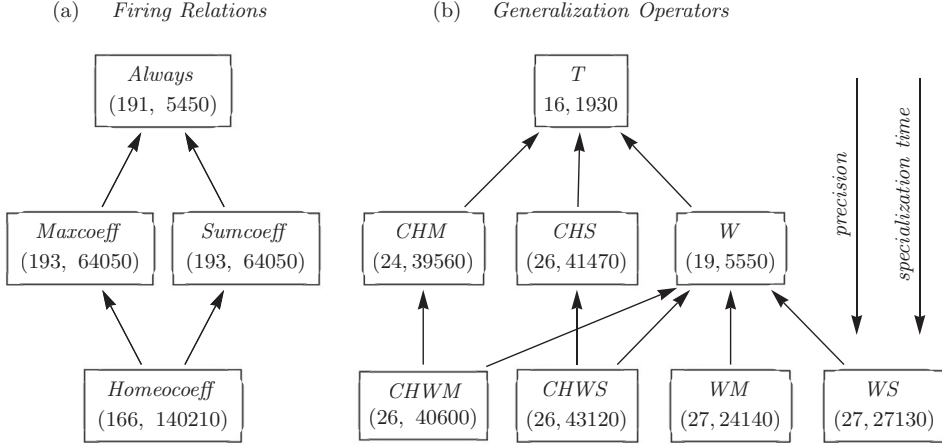 (a) Firing Relations
(b) Generalization Operators
Always
(191, 5450)
T
16, 1930
Maxcoeff
(193, 64050)
Sumcoeff
(193, 64050)
CHM
(24, 39560)
CHS
(26, 41470)
W
(19, 5550)
precision
specialization time
Homeocoeff
(166, 140210)
CHWM
(26, 40600)
CHWS
(26, 43120)
WM
(27, 24140)
WS
(27, 27130)